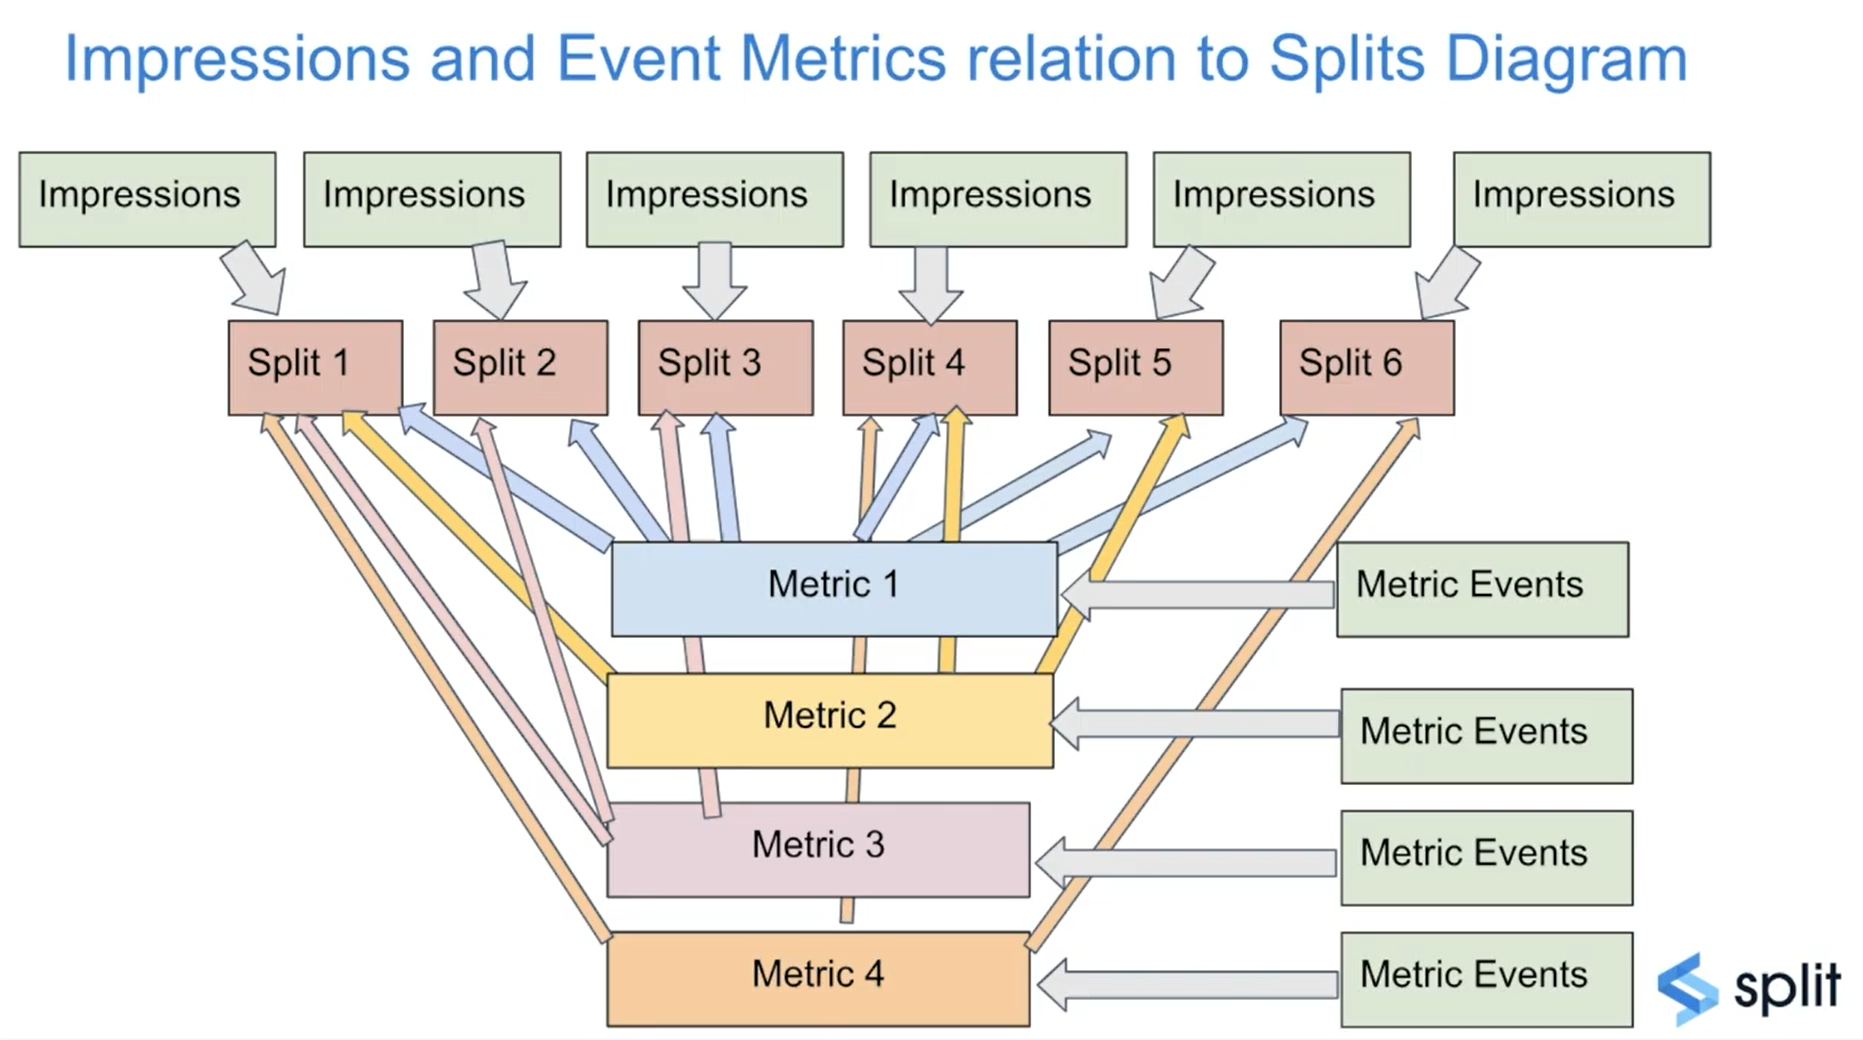 Impressions and Event Metrics relation to Splits Diagram
Impressions
Impressions
Impressions
Impressions
Impressions
Impressions
Split 1
Split 2
Split 3
Split 4
Split 5
Split 6
Metric 1
Metric Events
Metric 2
Metric Events
Metric 3
Metric Events
Metric 4
Metric Events
split